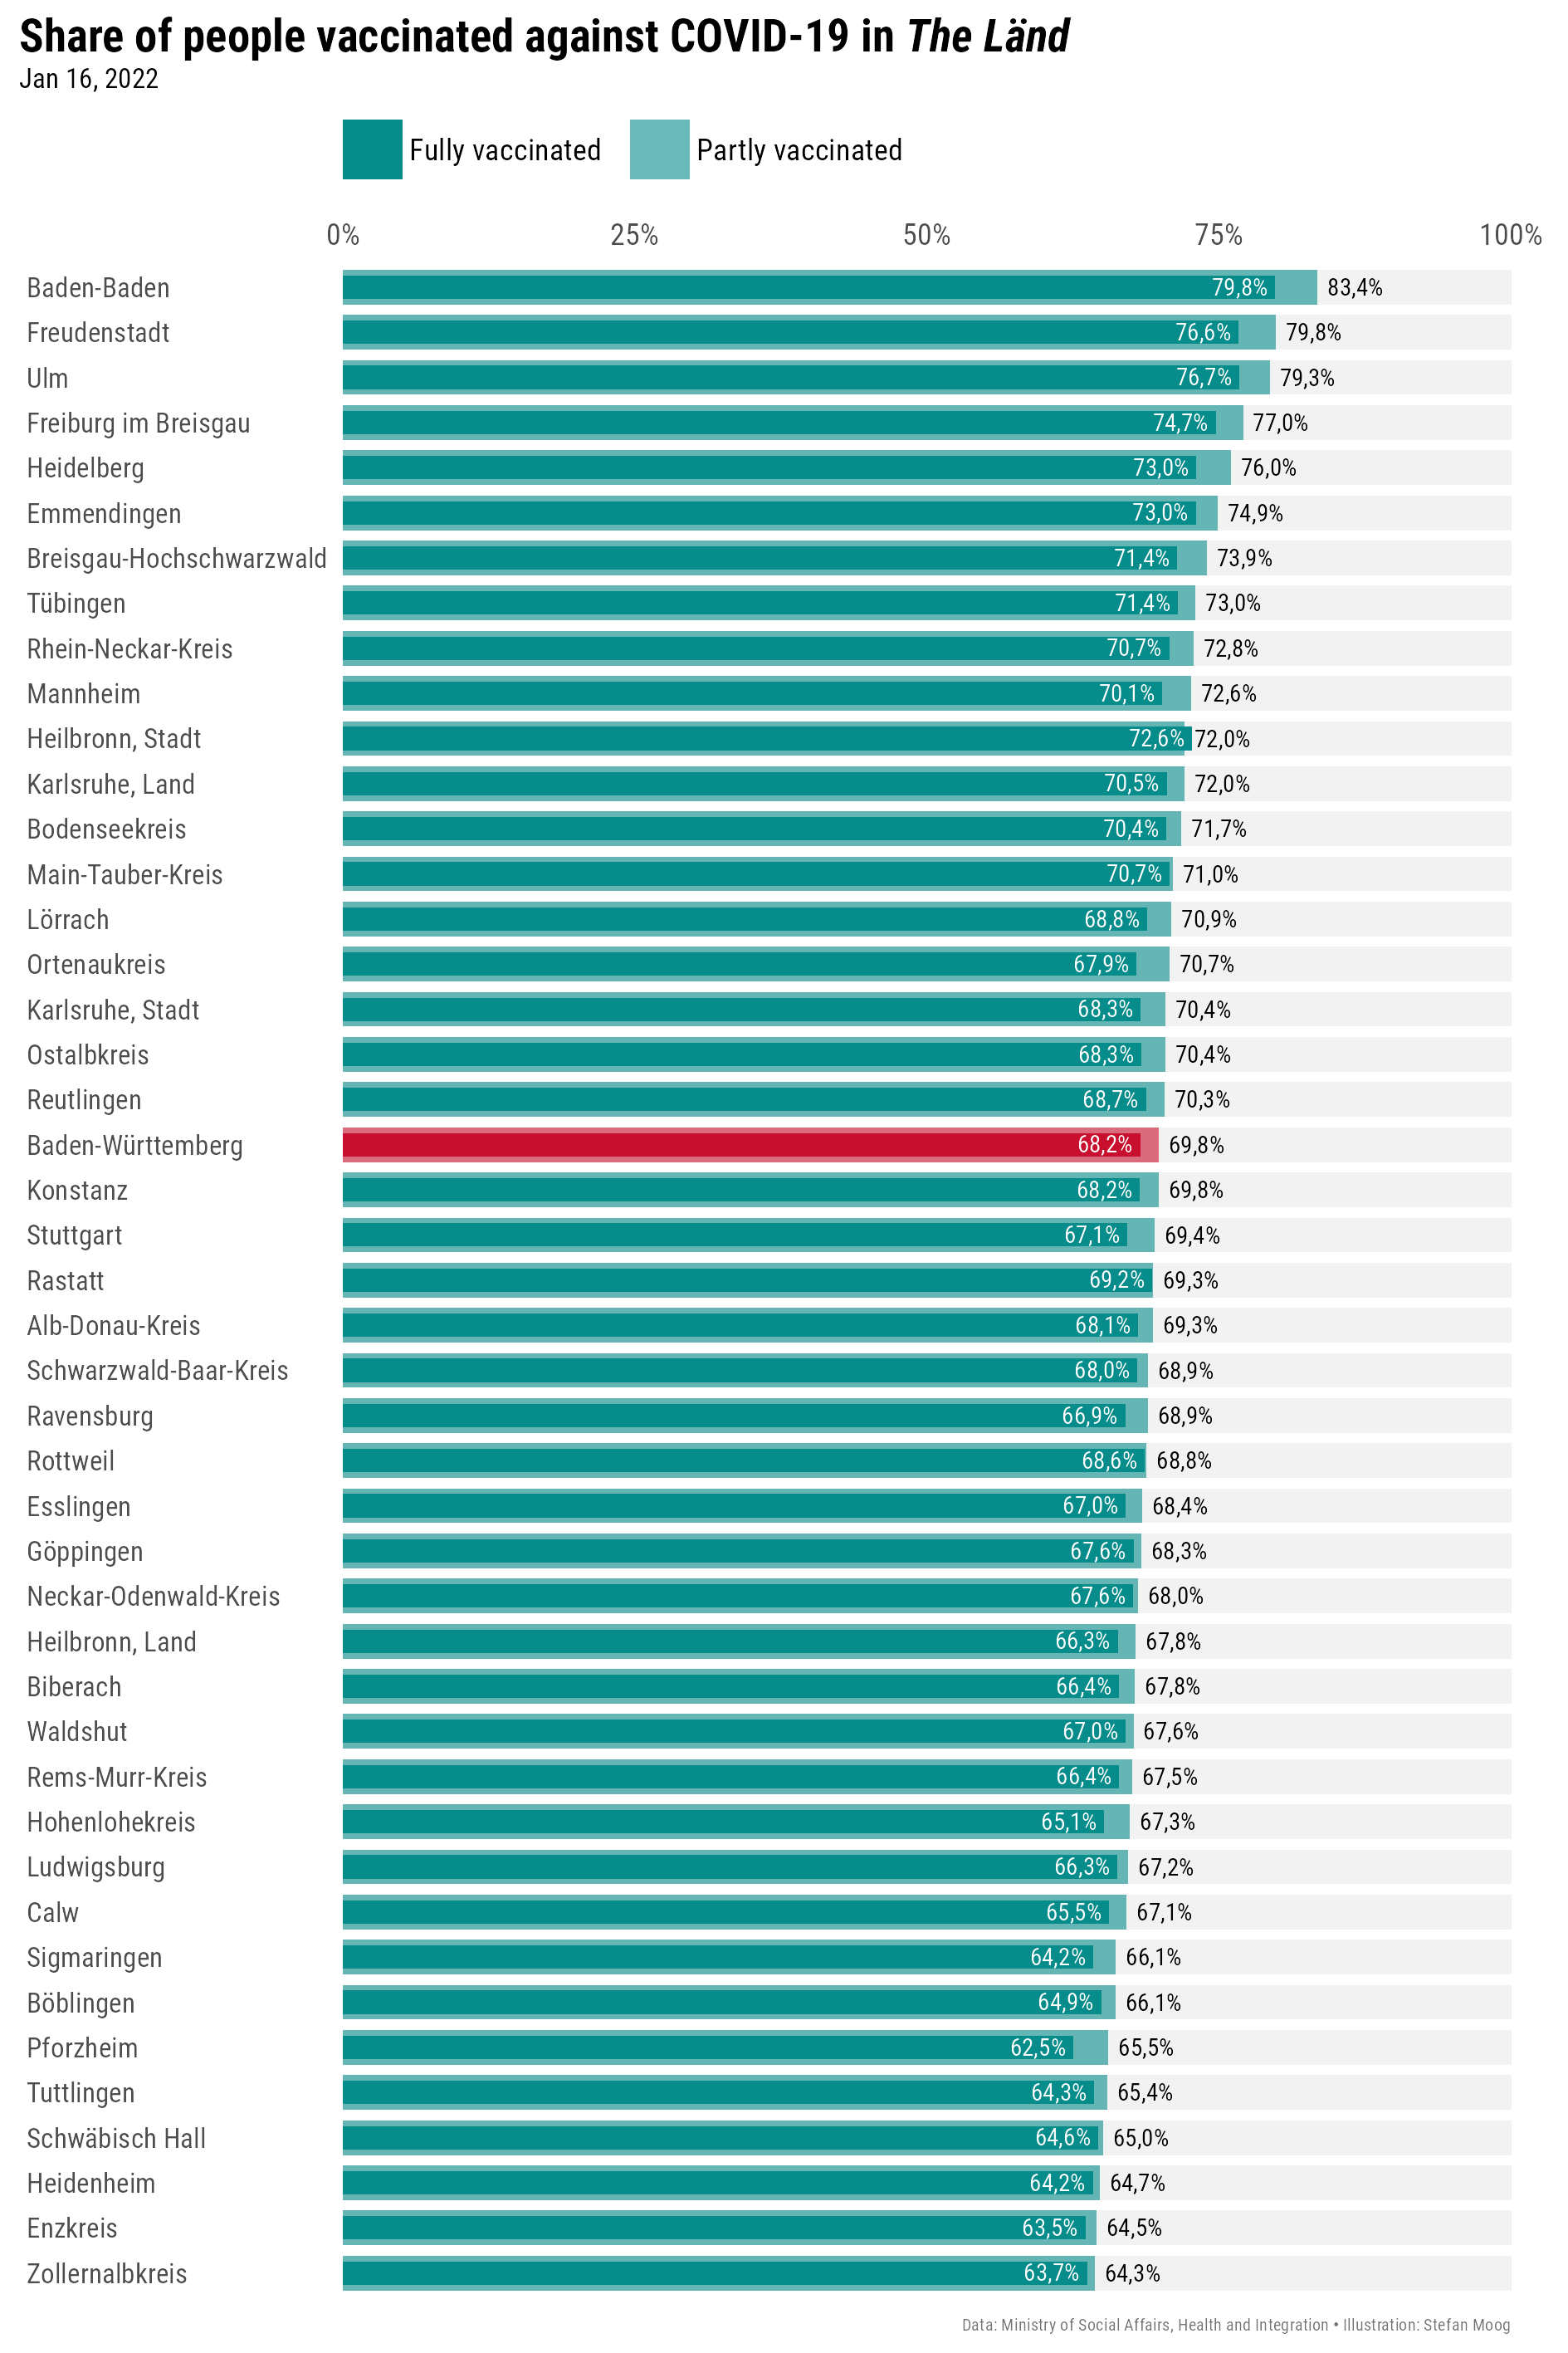 Share of people vaccinated against COVID-19 in The Länd
Jan 16, 2022
Fully vaccinated Partly vaccinated
0% 25% 50% 75% 100%
Baden-Baden 79,8% 83,4%
Freudenstadt 76,6% 79,8%
Ulm 76,7% 79,3%
Freiburg im Breisgau 74,7% 77,0%
Heidelberg 73,0% 76,0%
Emmendingen 73,0% 74,9%
Breisgau-Hochschwarzwald 71,4% 73,9%
Tübingen 71,4% 73,0%
Rhein-Neckar-Kreis 70,7% 72,8%
Mannheim 70,1% 72,6%
Heilbronn, Stadt 72,6% 72,0%
Karlsruhe, Land 70,5% 72,0%
Bodenseekreis 70,4% 71,7%
Main-Tauber-Kreis 70,7% 71,0%
Lörrach 68,8% 70,9%
Ortenaukreis 67,9% 70,7%
Karlsruhe, Stadt 68,3% 70,4%
Ostalbkreis 68,3% 70,4%
Reutlingen 68,7% 70,3%
Baden-Württemberg 68,2% 69,8%
Konstanz 68,2% 69,8%
Stuttgart 67,1% 69,4%
Rastatt 69,2% 69,3%
Alb-Donau-Kreis 68,1% 69,3%
Schwarzwald-Baar-Kreis 68,0% 68,9%
Ravensburg 66,9% 68,9%
Rottweil 68,6% 68,8%
Esslingen 67,0% 68,4%
Göppingen 67,6% 68,3%
Neckar-Odenwald-Kreis 67,6% 68,0%
Heilbronn, Land 66,3% 67,8%
Biberach 66,4% 67,8%
Waldshut 67,0% 67,6%
Rems-Murr-Kreis 66,4% 67,5%
Hohenlohekreis 65,1% 67,3%
Ludwigsburg 66,3% 67,2%
Calw 65,5% 67,1%
Sigmaringen 64,2% 66,1%
Böblingen 64,9% 66,1%
Pforzheim 62,5% 65,5%
Tuttlingen 64,3% 65,4%
Schwäbisch Hall 64,6% 65,0%
Heidenheim 64,2% 64,7%
Enzkreis 63,5% 64,5%
Zollernalbkreis 63,7% 64,3%
Data: Ministry of Social Affairs, Health and Integration • Illustration: Stefan Moog